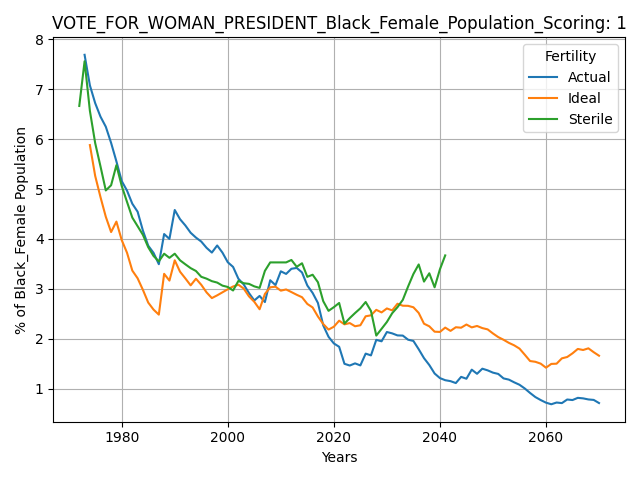 VOTE_FOR_WOMAN_PRESIDENT_Black_Female_Population_Scoring: 1
8
7
6
5
4
3
2
1
% of Black_Female Population
Fertility
Actual
Ideal
Sterile
1980 2000 2020 2040 2060
Years